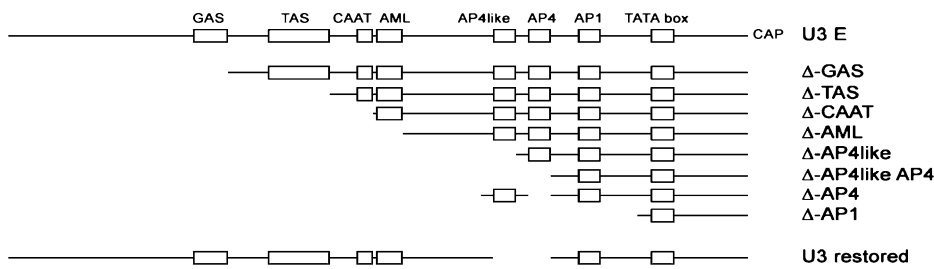 GAS TAS CAAT AML AP4like AP4 AP1 TATA box
CAP U3 E
Δ-GAS
Δ-TAS
Δ-CAAT
Δ-AML
Δ-AP4like
Δ-AP4like AP4
Δ-AP4
Δ-AP1
U3 restored